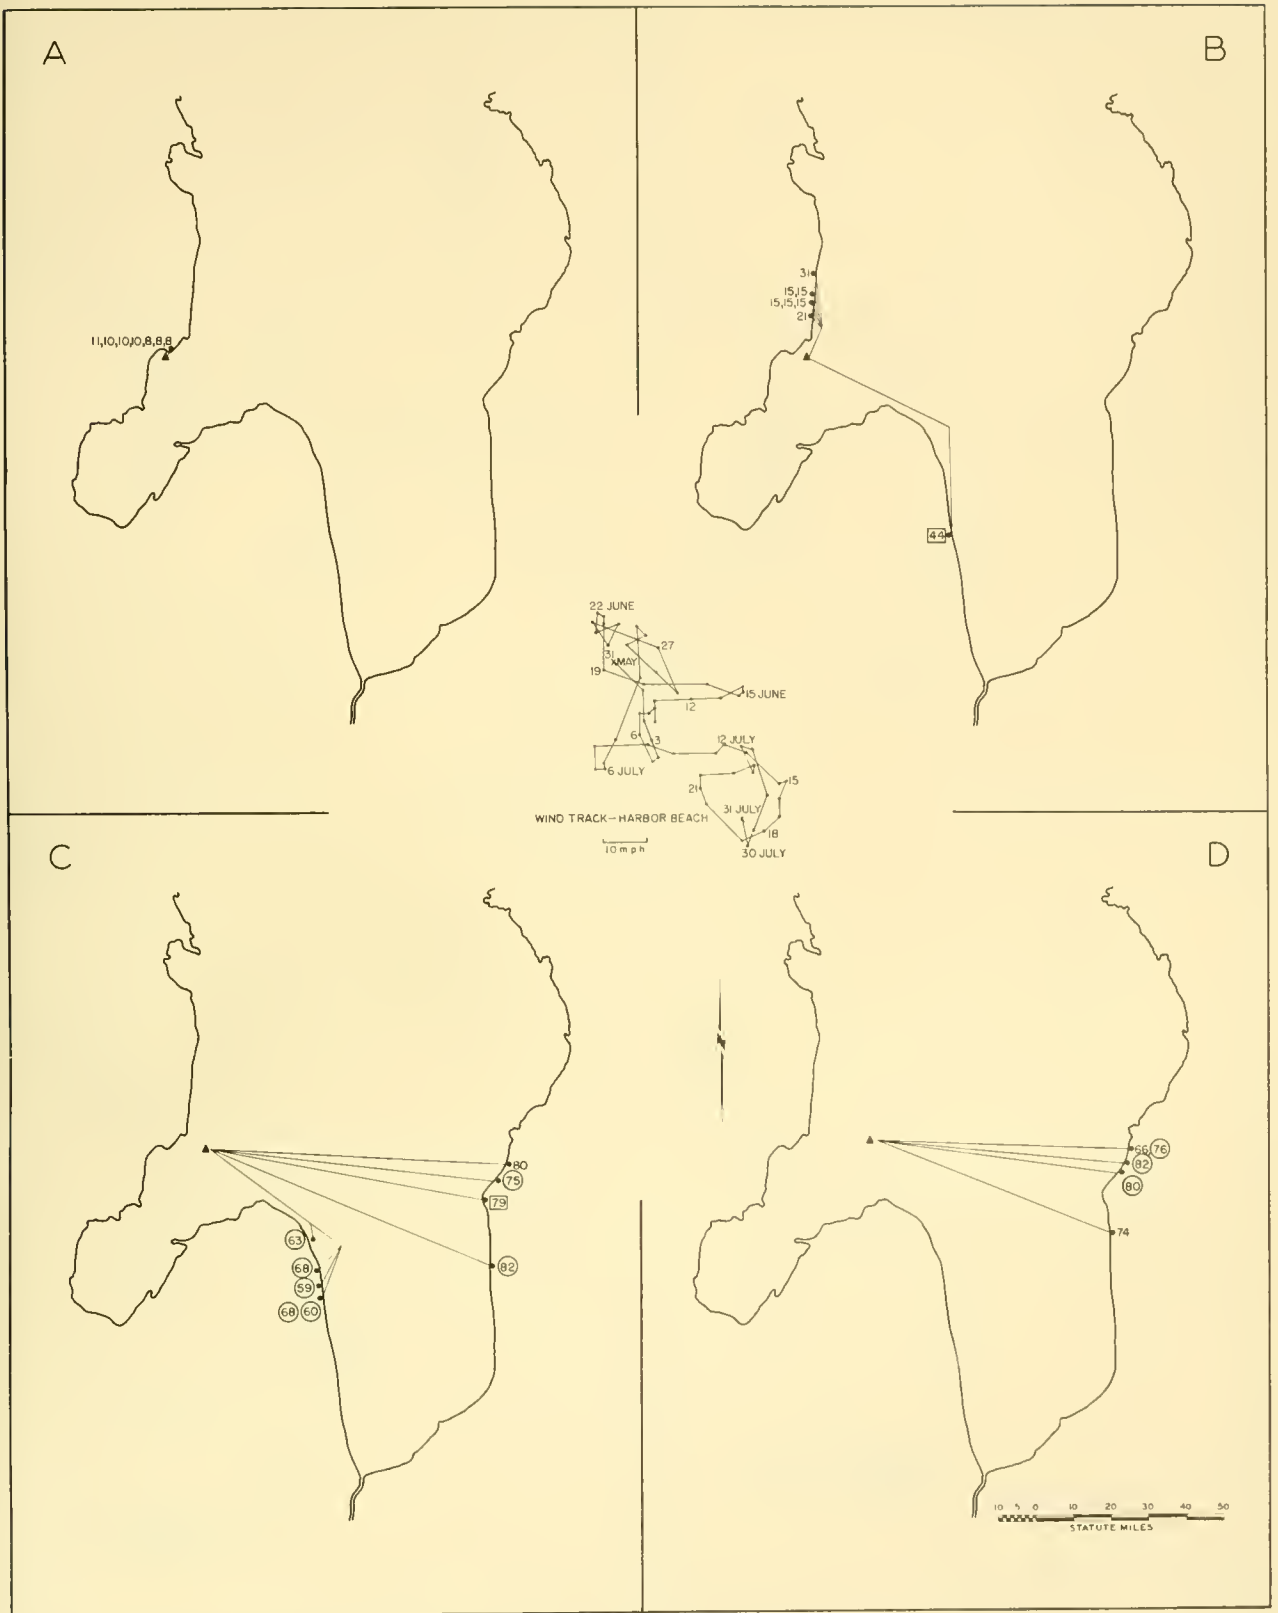 A
B
11,10,10,10,8,8,8
31
15,15
15,15,15
21
44
22 JUNE
27
31
XMAY
19
15 JUNE
12
6
3
12 JULY
6 JULY
15
21
31 JULY
WIND TRACK—HARBOR BEACH
18
10 mph
30 JULY
C
D
80
75
79
63
68
82
59
68 60
66,76
82
80
74
10 5 0 10 20 30 40 50
STATUTE MILES